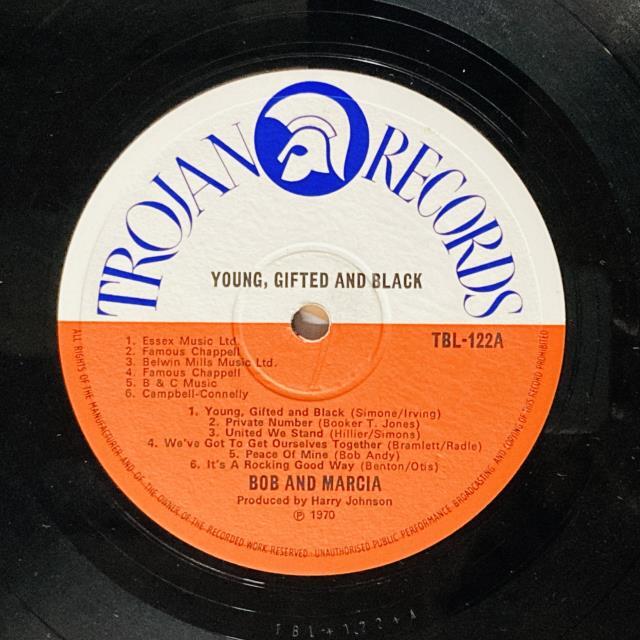 TROJAN RECORDS
YOUNG, GIFTED AND BLACK
TBL-122A
1. Essex Music Ltd.
2. Famous Chappell
3. Belwin Mills Music Ltd.
4. Famous Chappell
5. B & C Music
6. Campbell-Connelly
1. Young, Gifted and Black (Simone/Irving)
2. Private Number (Booker T. Jones)
3. United We Stand (Hillier/Simons)
4. We've Got To Get Ourselves Together (Bramlett/Radle)
5. Peace Of Mine (Bob Andy)
6. It's A Rocking Good Way (Benton/Otis)
BOB AND MARCIA
Produced by Harry Johnson
℗ 1970
ALL RIGHTS OF THE MANUFACTURER AND OF THE OWNER OF THE RECORDED WORK RESERVED · UNAUTHORISED PUBLIC PERFORMANCE BROADCASTING AND COPYING OF THIS RECORD PROHIBITED